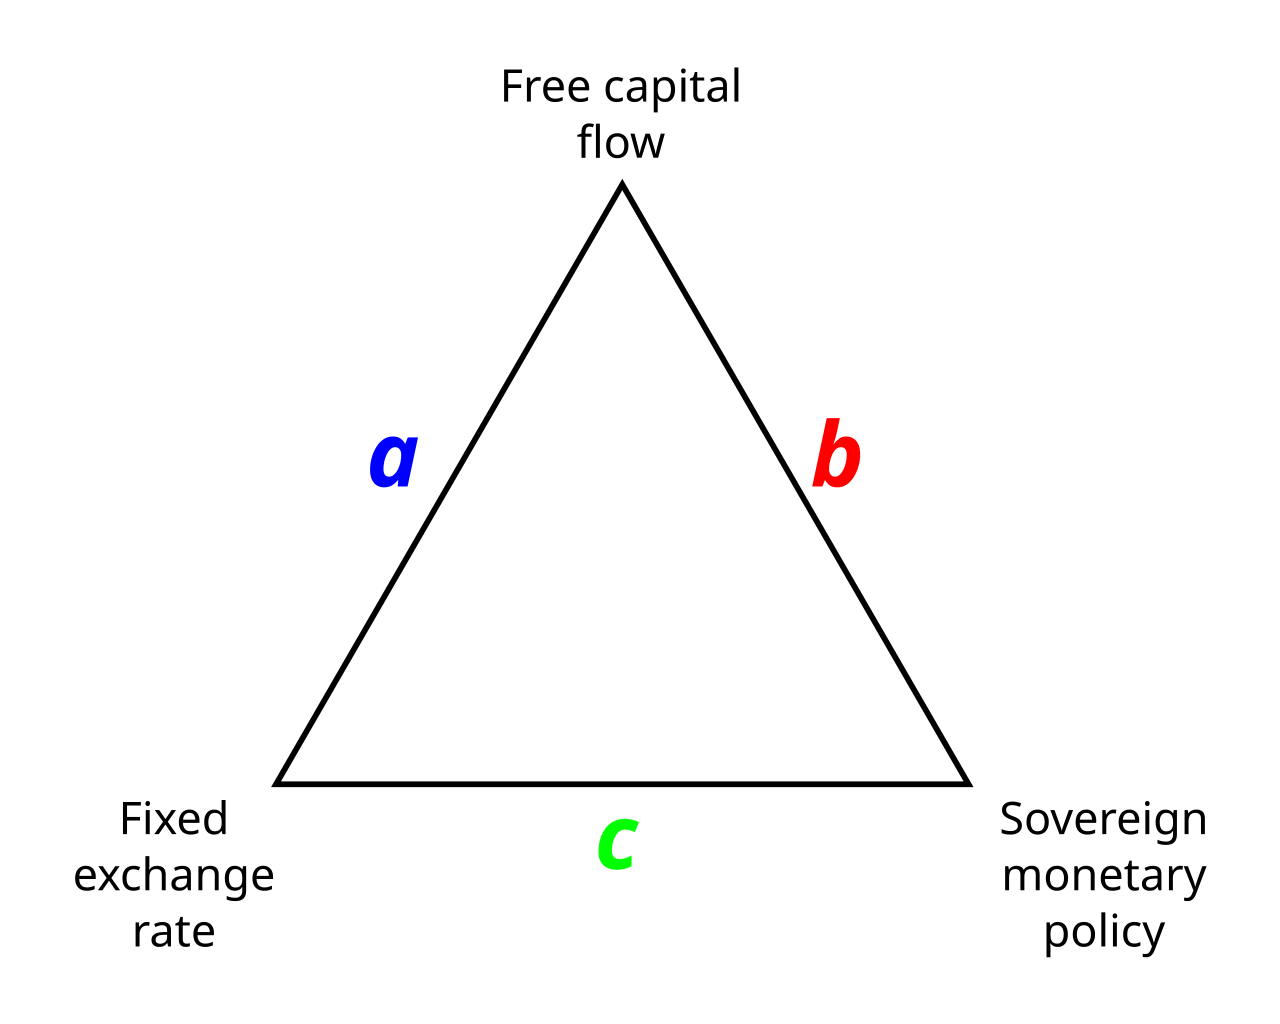 Free capital
flow
a
b
c
Fixed
exchange
rate
Sovereign
monetary
policy